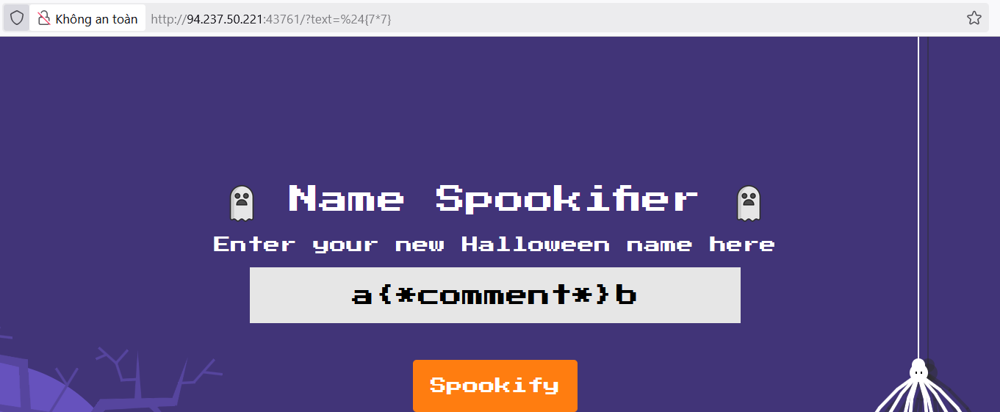 Không an toàn http://94.237.50.221:43761/?text=%24{7*7}
Name Spookifier
Enter your new Halloween name here
a{*comment*}b
Spookify